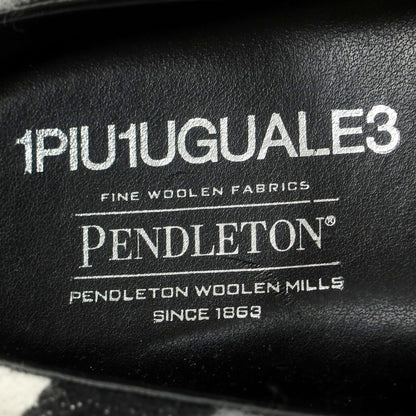 1PIU1UGUALE3
FINE WOOLEN FABRICS
PENDLETON®
PENDLETON WOOLEN MILLS
SINCE 1863